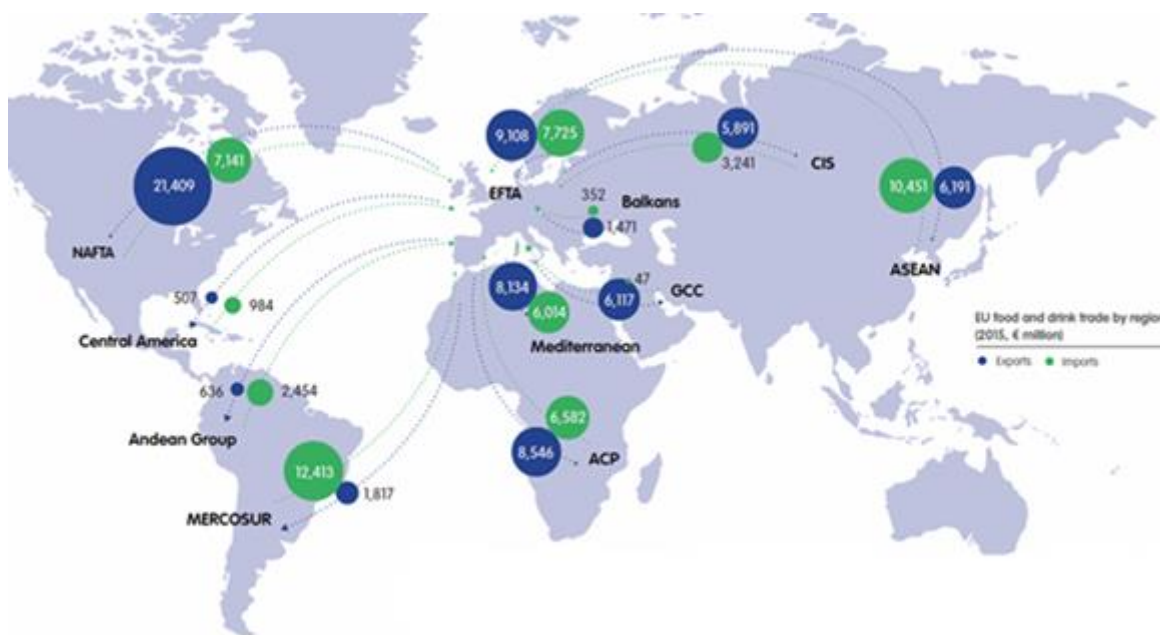 9,108
7,725
5,891
3,241
CIS
7,141
21,409
NAFTA
EFTA
352
Balkans
1,471
10,451
6,191
ASEAN
507
984
Central America
8,134
6,014
Mediterranean
47
6,117
GCC
EU food and drink trade by region
(2015, € million)
Exports
Imports
636
2,454
Andean Group
6,582
8,546
ACP
12,413
1,817
MERCOSUR